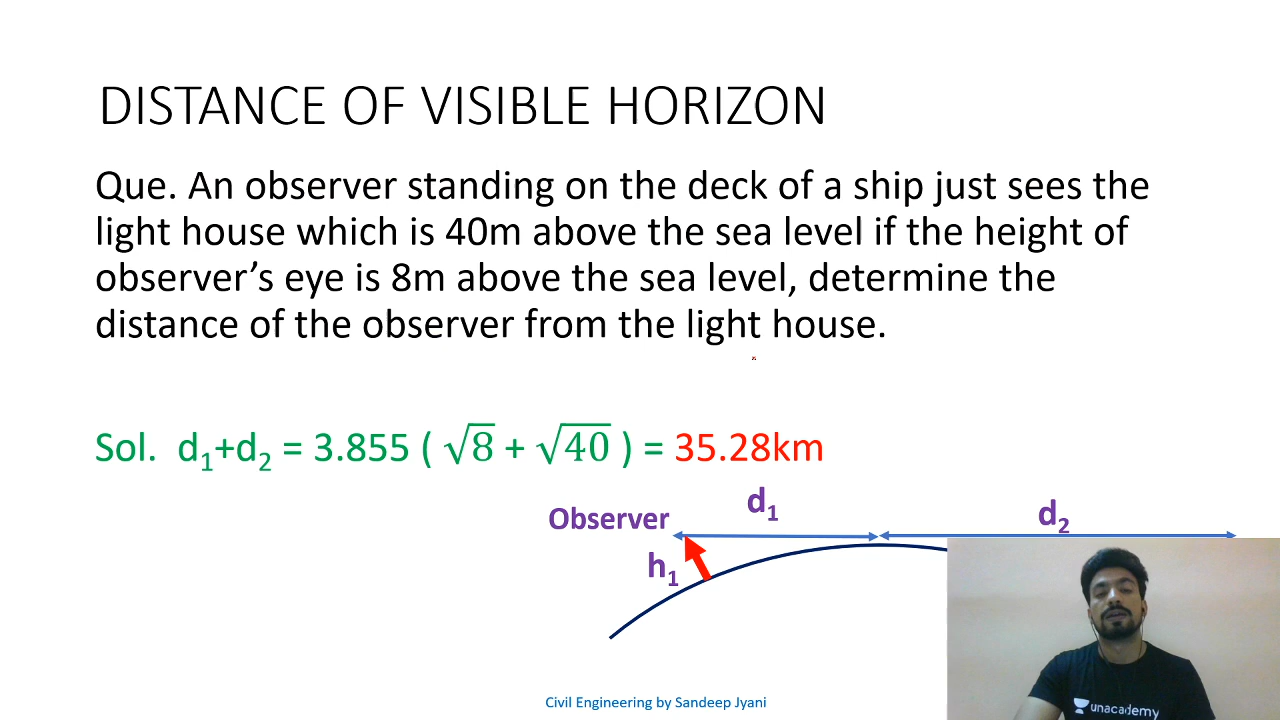 DISTANCE OF VISIBLE HORIZON
Que. An observer standing on the deck of a ship just sees the
light house which is 40m above the sea level if the height of
observer’s eye is 8m above the sea level, determine the
distance of the observer from the light house.
Sol. d₁+d₂ = 3.855 ( √8 + √40 ) = 35.28km
d₁
Observer
d₂
h₁
unacademy
Civil Engineering by Sandeep Jyani